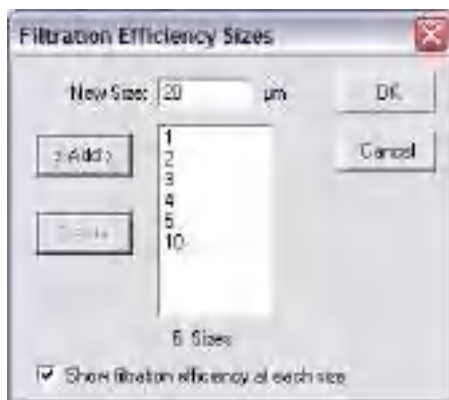 Filtration Efficiency Sizes
New Size: 20 µm
OK
> Add >
Cancel
1
2
3
4
5
10
6 Sizes
Show filtration efficiency at each size